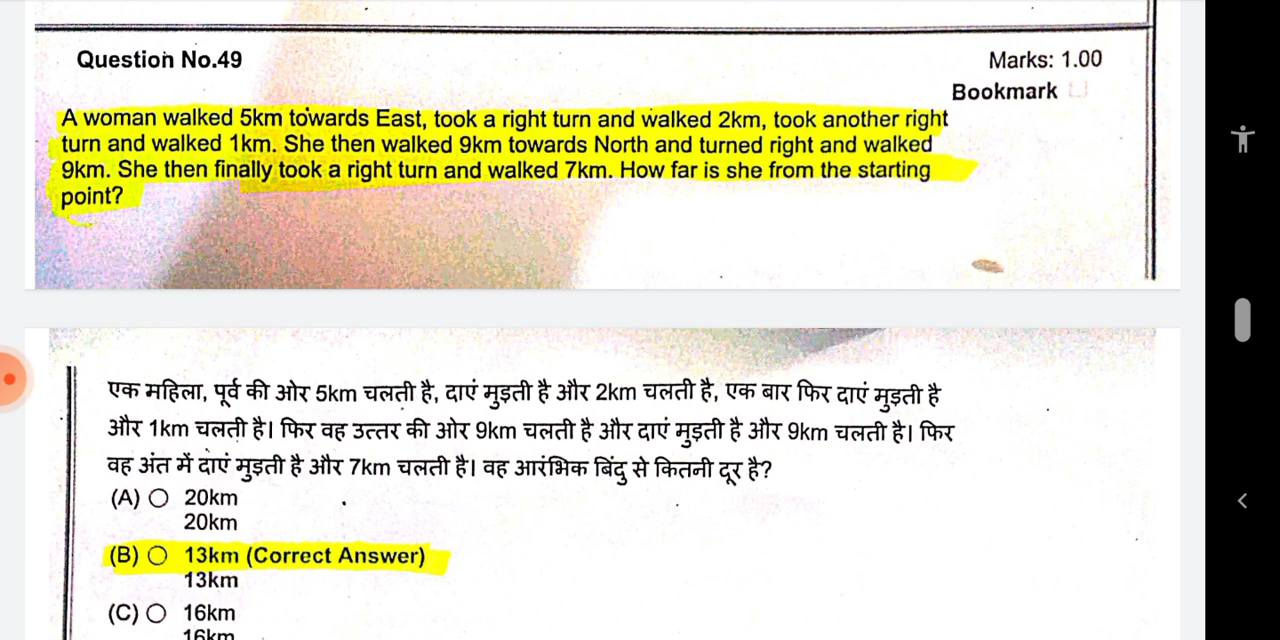 Question No.49
Marks: 1.00
Bookmark
A woman walked 5km towards East, took a right turn and walked 2km, took another right
turn and walked 1km. She then walked 9km towards North and turned right and walked
9km. She then finally took a right turn and walked 7km. How far is she from the starting
point?
एक महिला, पूर्व की ओर 5km चलती है, दाएं मुड़ती है और 2km चलती है, एक बार फिर दाएं मुड़ती है
और 1km चलती है। फिर वह उत्तर की ओर 9km चलती है और दाएं मुड़ती है और 9km चलती है। फिर
वह अंत में दाएं मुड़ती है और 7km चलती है। वह आरंभिक बिंदु से कितनी दूर है?
(A) 20km
20km
(B) 13km (Correct Answer)
13km
(C) 16km
16km